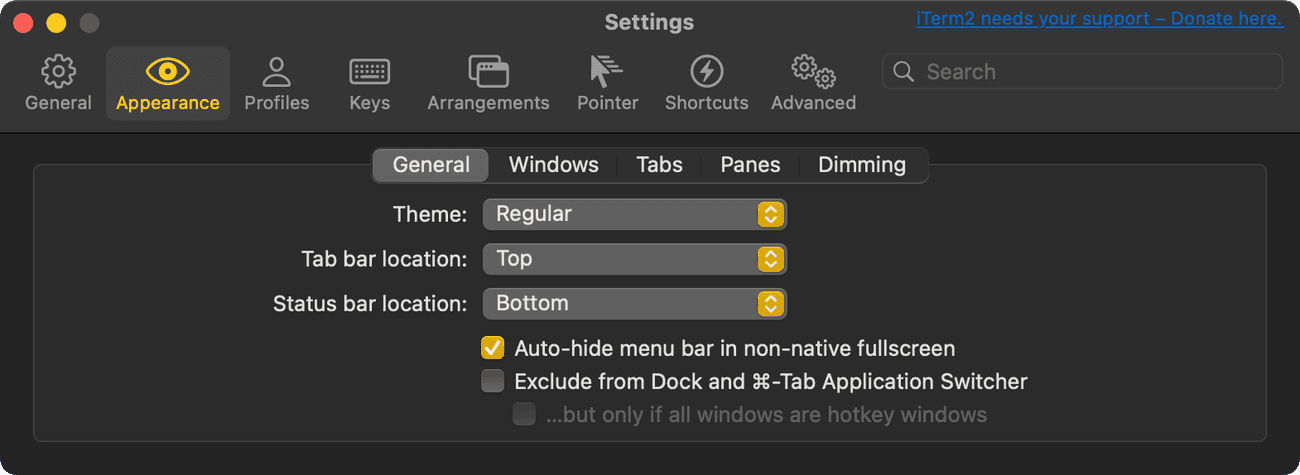 Settings
iTerm2 needs your support – Donate here.
General Appearance Profiles Keys Arrangements Pointer Shortcuts Advanced Search
General Windows Tabs Panes Dimming
Theme: Regular
Tab bar location: Top
Status bar location: Bottom
Auto-hide menu bar in non-native fullscreen
Exclude from Dock and ⌘-Tab Application Switcher
...but only if all windows are hotkey windows